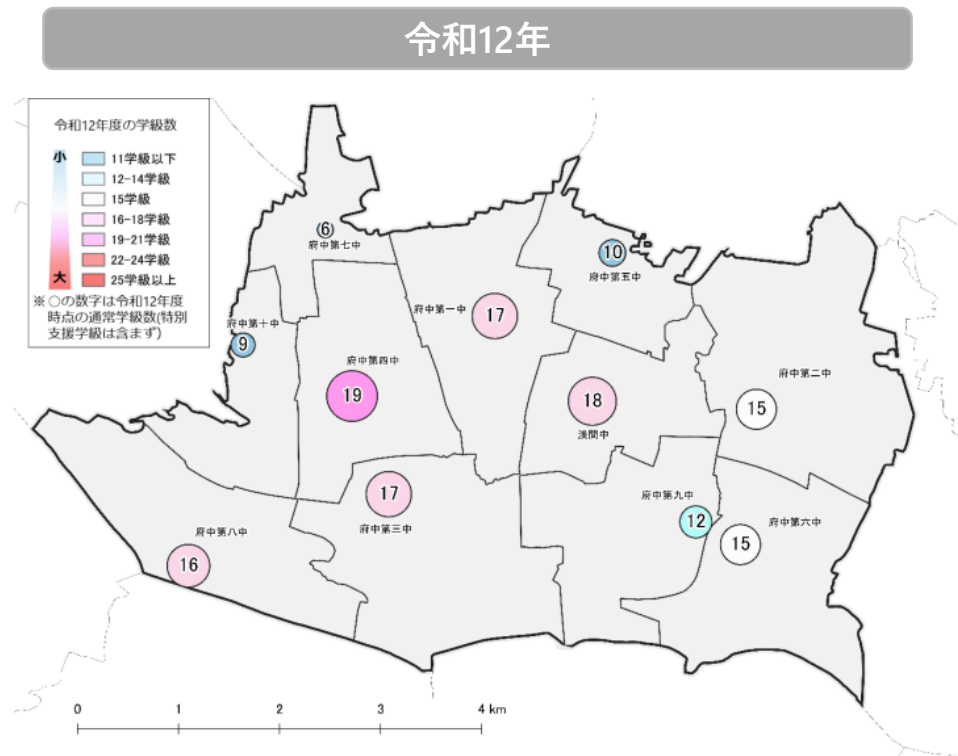 令和12年
令和12年度の学級数
小
11学級以下
12-14学級
15学級
16-18学級
19-21学級
22-24学級
大
25学級以上
※ ○の数字は令和12年度
時点の通常学級数(特別
支援学級は含まず)
6
府中第七中
10
府中第五中
府中第一中
17
府中第十中
9
府中第四中
19
18
浅間中
府中第二中
15
17
府中第三中
府中第九中
12
府中第六中
15
府中第八中
16
0 1 2 3 4 km